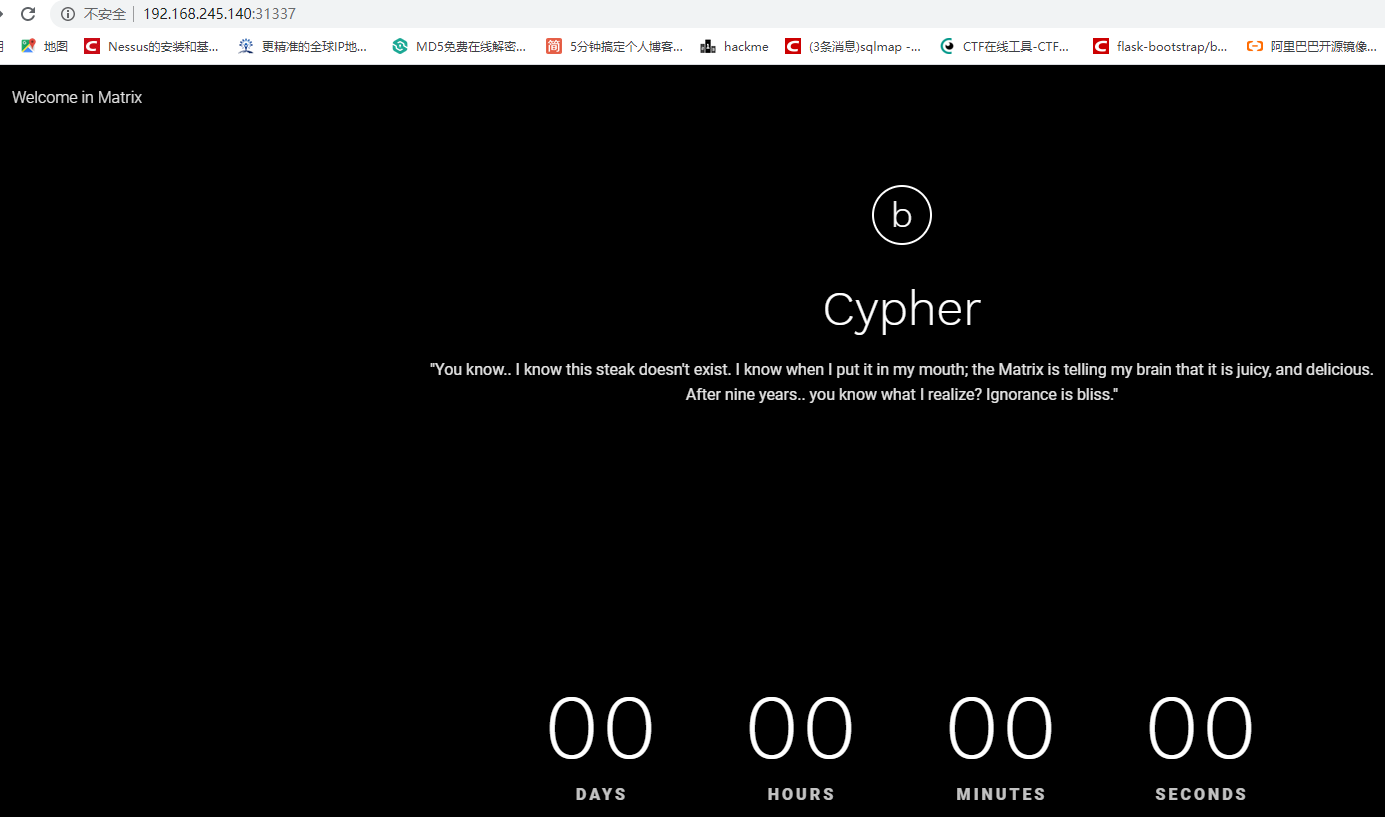 不安全 | 192.168.245.140:31337
地图 Nessus的安装和基... 更精准的全球IP地... MD5免费在线解密... 简 5分钟搞定个人博客... hackme (3条消息)sqlmap -... CTF在线工具-CTF... flask-bootstrap/b... 阿里巴巴开源镜像...
Welcome in Matrix
b
Cypher
"You know.. I know this steak doesn't exist. I know when I put it in my mouth; the Matrix is telling my brain that it is juicy, and delicious.
After nine years.. you know what I realize? Ignorance is bliss."
00 00 00 00
DAYS HOURS MINUTES SECONDS